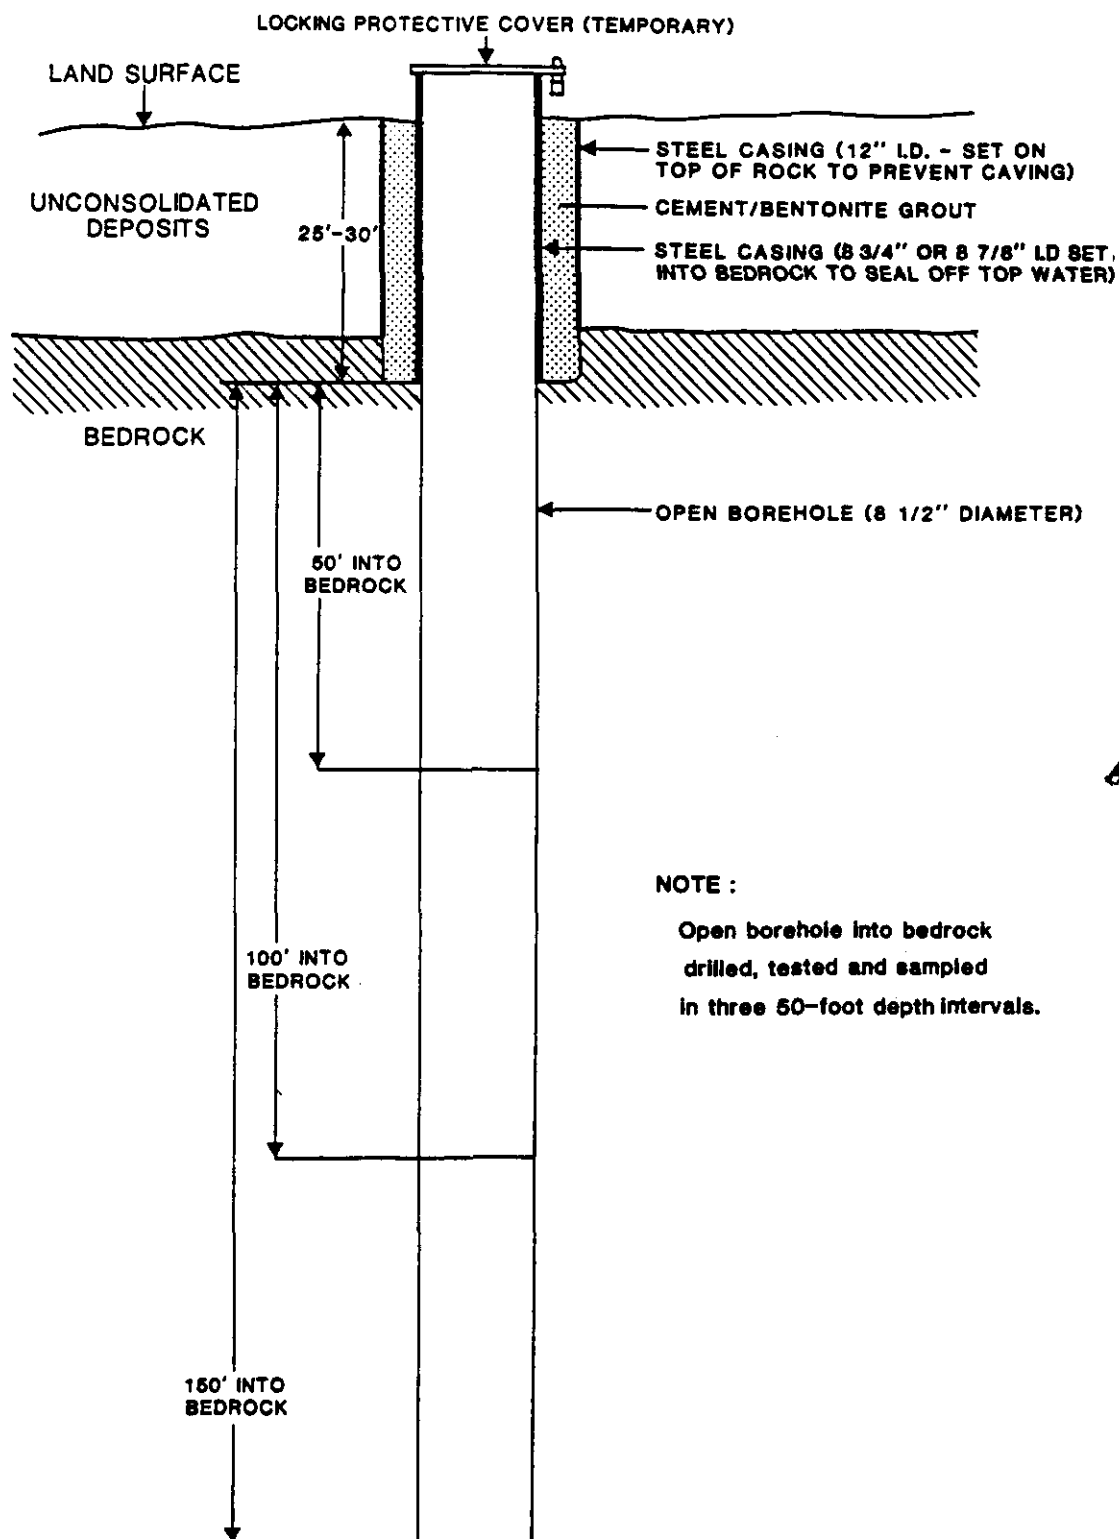 LOCKING PROTECTIVE COVER (TEMPORARY)
LAND SURFACE
STEEL CASING (12" I.D. - SET ON
TOP OF ROCK TO PREVENT CAVING)
UNCONSOLIDATED
DEPOSITS
25'-30'
CEMENT/BENTONITE GROUT
STEEL CASING (8 3/4" OR 8 7/8" I.D SET
INTO BEDROCK TO SEAL OFF TOP WATER)
BEDROCK
OPEN BOREHOLE (8 1/2" DIAMETER)
50' INTO
BEDROCK
NOTE :
Open borehole into bedrock
drilled, tested and sampled
in three 50-foot depth intervals.
100' INTO
BEDROCK
150' INTO
BEDROCK